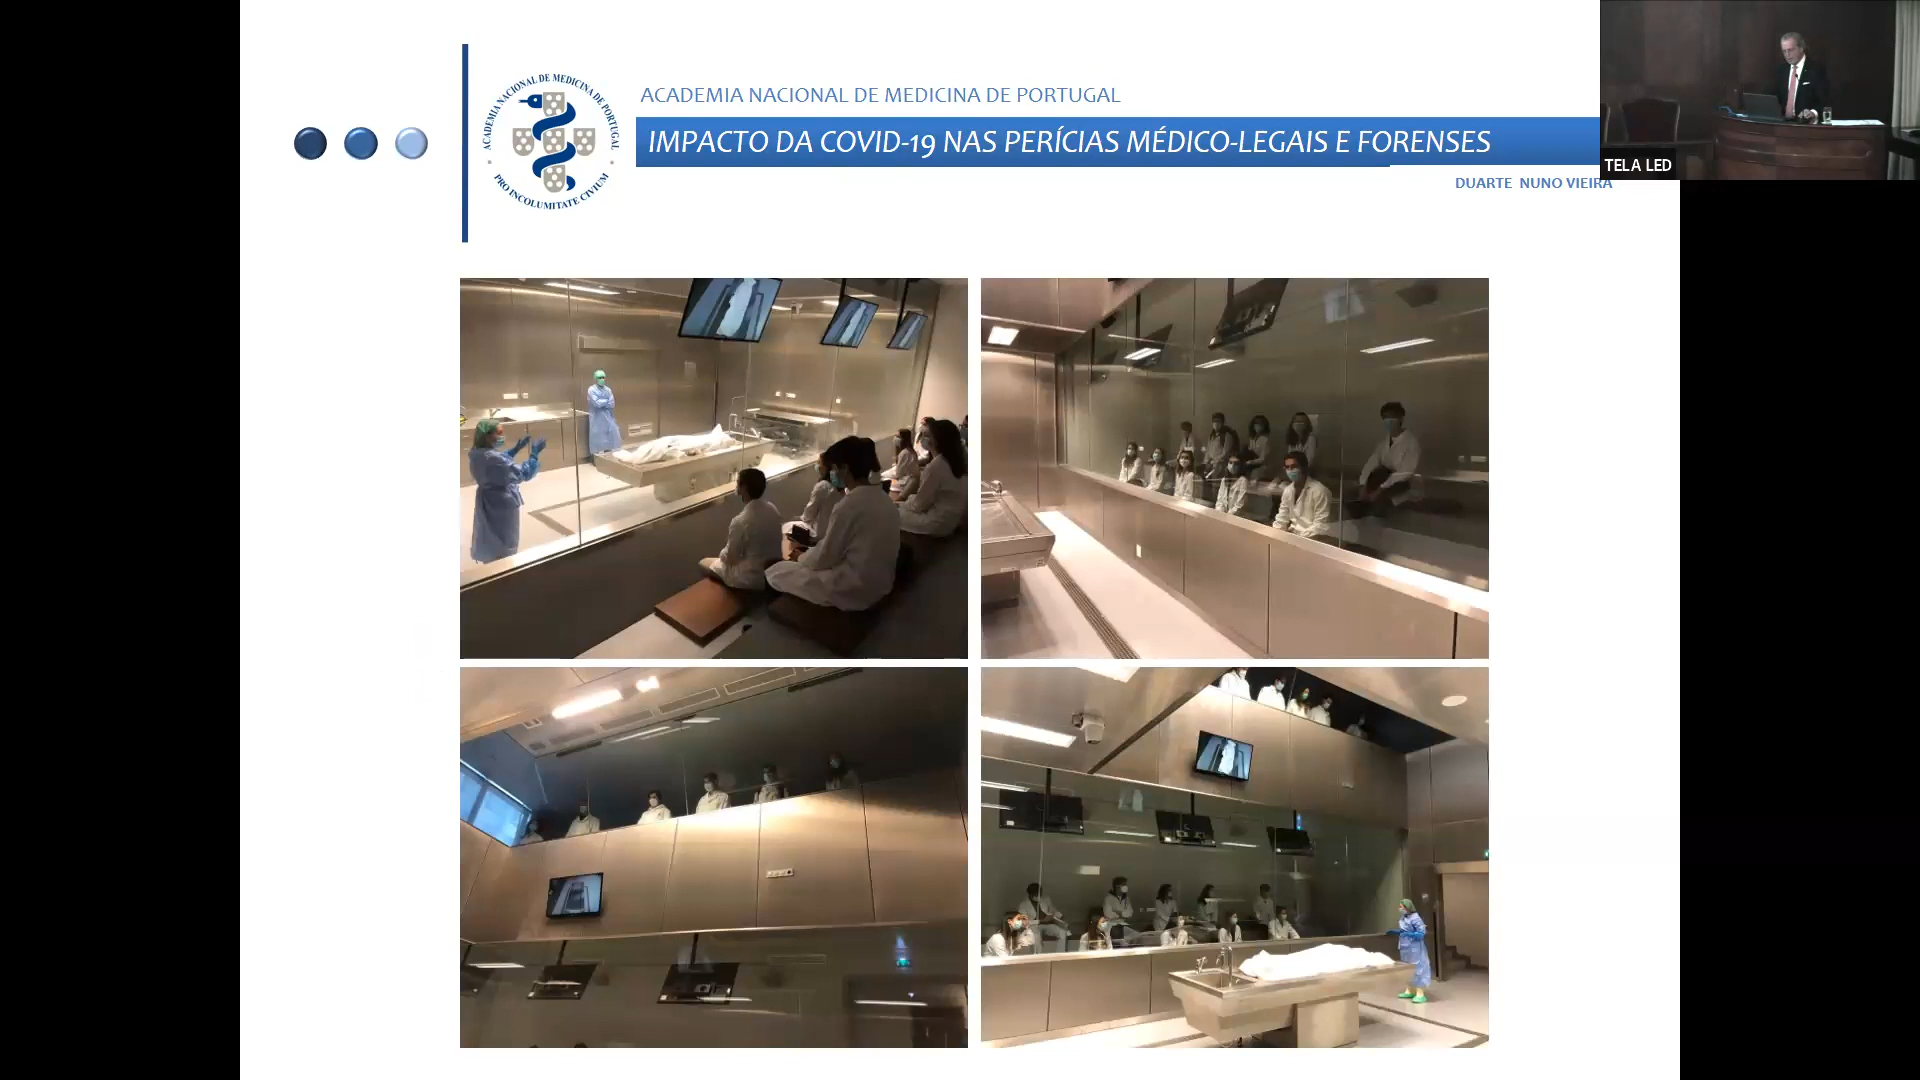 ACADEMIA NACIONAL DE MEDICINA DE PORTUGAL
PRO INCOLUMITATE CIVIUM
ACADEMIA NACIONAL DE MEDICINA DE PORTUGAL
IMPACTO DA COVID-19 NAS PERÍCIAS MÉDICO-LEGAIS E FORENSES
DUARTE NUNO VIEIRA
TELA LED